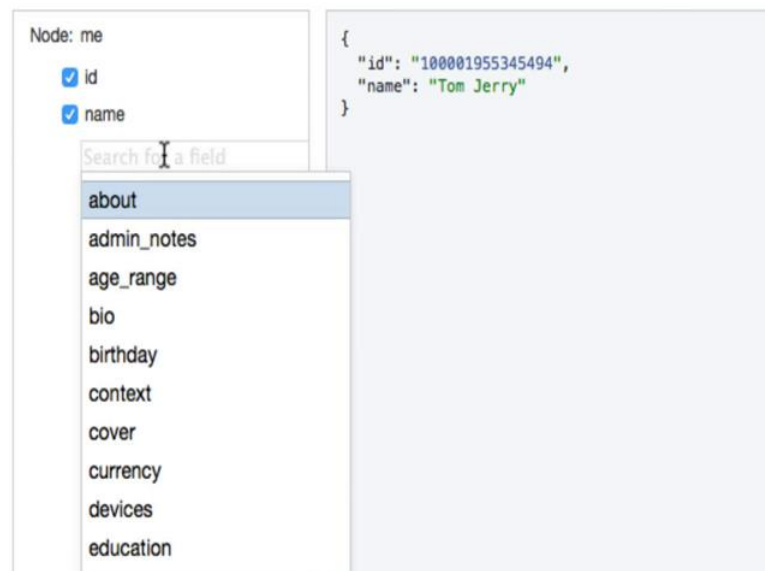 Node: me
id
name
Search for a field
about
admin_notes
age_range
bio
birthday
context
cover
currency
devices
education
{
"id": "100001955345494",
"name": "Tom Jerry"
}